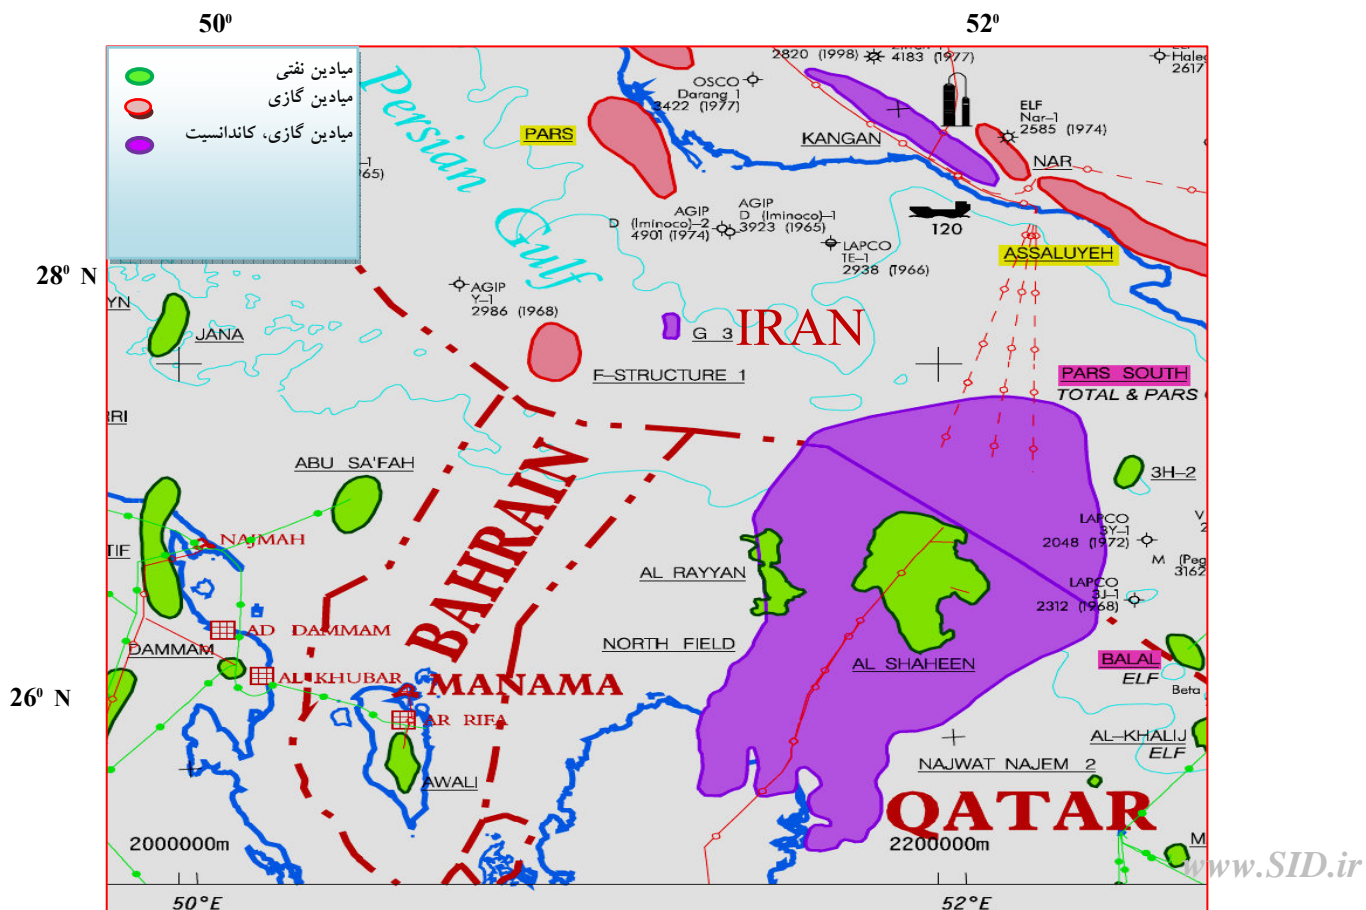 50⁰
52⁰
میادین نفتی
میادین گازی
میادین گازی، کاندانسیت
Persian
Gulf
2820 (1998)
4183 (1977)
2617
OSCO
Darang 1
3422 (1977)
PARS
KANGAN
ELF
Nar-1
2585 (1974)
NAR
AGIP
D (Iminoco)-2
4901 (1974)
AGIP
D (Iminoco)-1
3923 (1965)
LAPCO
TE-1
2938 (1966)
120
ASSALUYEH
28⁰ N
AGIP
Y-1
2986 (1968)
JANA
G 3
IRAN
F-STRUCTURE 1
PARS SOUTH
TOTAL & PARS
ABU SA'FAH
BAHRAIN
3H-2
LAPCO
3Y-1
2048 (1972)
M (Peg
3162
NAJMAH
AL RAYYAN
LAPCO
3J-1
2312 (1968)
AD DAMMAM
DAMMAM
NORTH FIELD
AL SHAHEEN
BALAL
ELF
Beta
26⁰ N
AL KHUBAR
MANAMA
AR RIFA
AL-KHALIJ
ELF
AWALI
NAJWAT NAJEM 2
QATAR
2000000m
2200000m
www.SID.ir
50°E
52°E